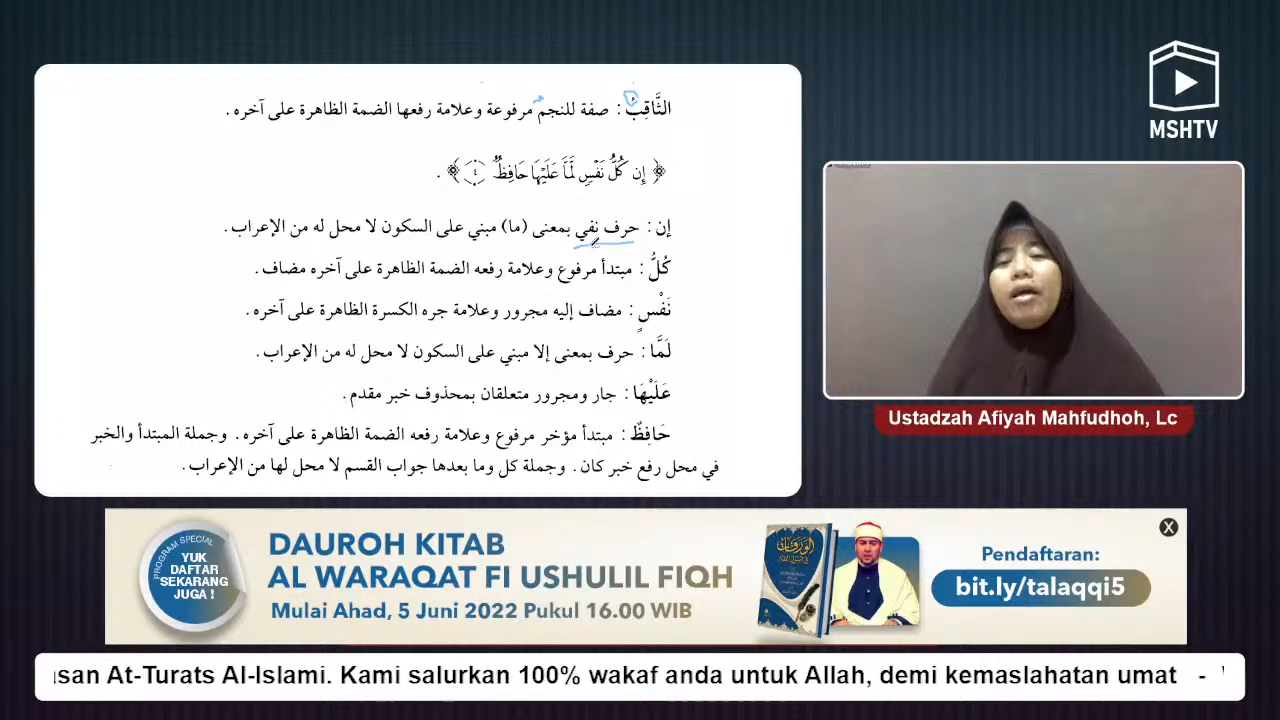 الثَّاقِبُ : صفة للنجم مرفوعة وعلامة رفعها الضمة الظاهرة على آخره .
﴿ إِن كُلُّ نَفْسٍ لَّمَّا عَلَيْهَا حَافِظٌ ٤ ﴾ .
إن : حرف نفي بمعنى (ما) مبني على السكون لا محل له من الإعراب .
كُلُّ : مبتدأ مرفوع وعلامة رفعه الضمة الظاهرة على آخره مضاف .
نَفْسٍ : مضاف إليه مجرور وعلامة جره الكسرة الظاهرة على آخره .
لَمَّا : حرف بمعنى إلا مبني على السكون لا محل له من الإعراب .
عَلَيْهَا : جار ومجرور متعلقان بمحذوف خبر مقدم .
حَافِظٌ : مبتدأ مؤخر مرفوع وعلامة رفعه الضمة الظاهرة على آخره . وجملة المبتدأ والخبر
في محل رفع خبر كان . وجملة كل وما بعدها جواب القسم لا محل لها من الإعراب .
MSHTV
Ustadzah Afiyah Mahfudhoh, Lc
PROGRAM SPECIAL
YUK
DAFTAR
SEKARANG
JUGA !
DAUROH KITAB
AL WARAQAT FI USHULIL FIQH
Mulai Ahad, 5 Juni 2022 Pukul 16.00 WIB
الورقات
Pendaftaran:
bit.ly/talaqqi5
X
san At-Turats Al-Islami. Kami salurkan 100% wakaf anda untuk Allah, demi kemaslahatan umat -